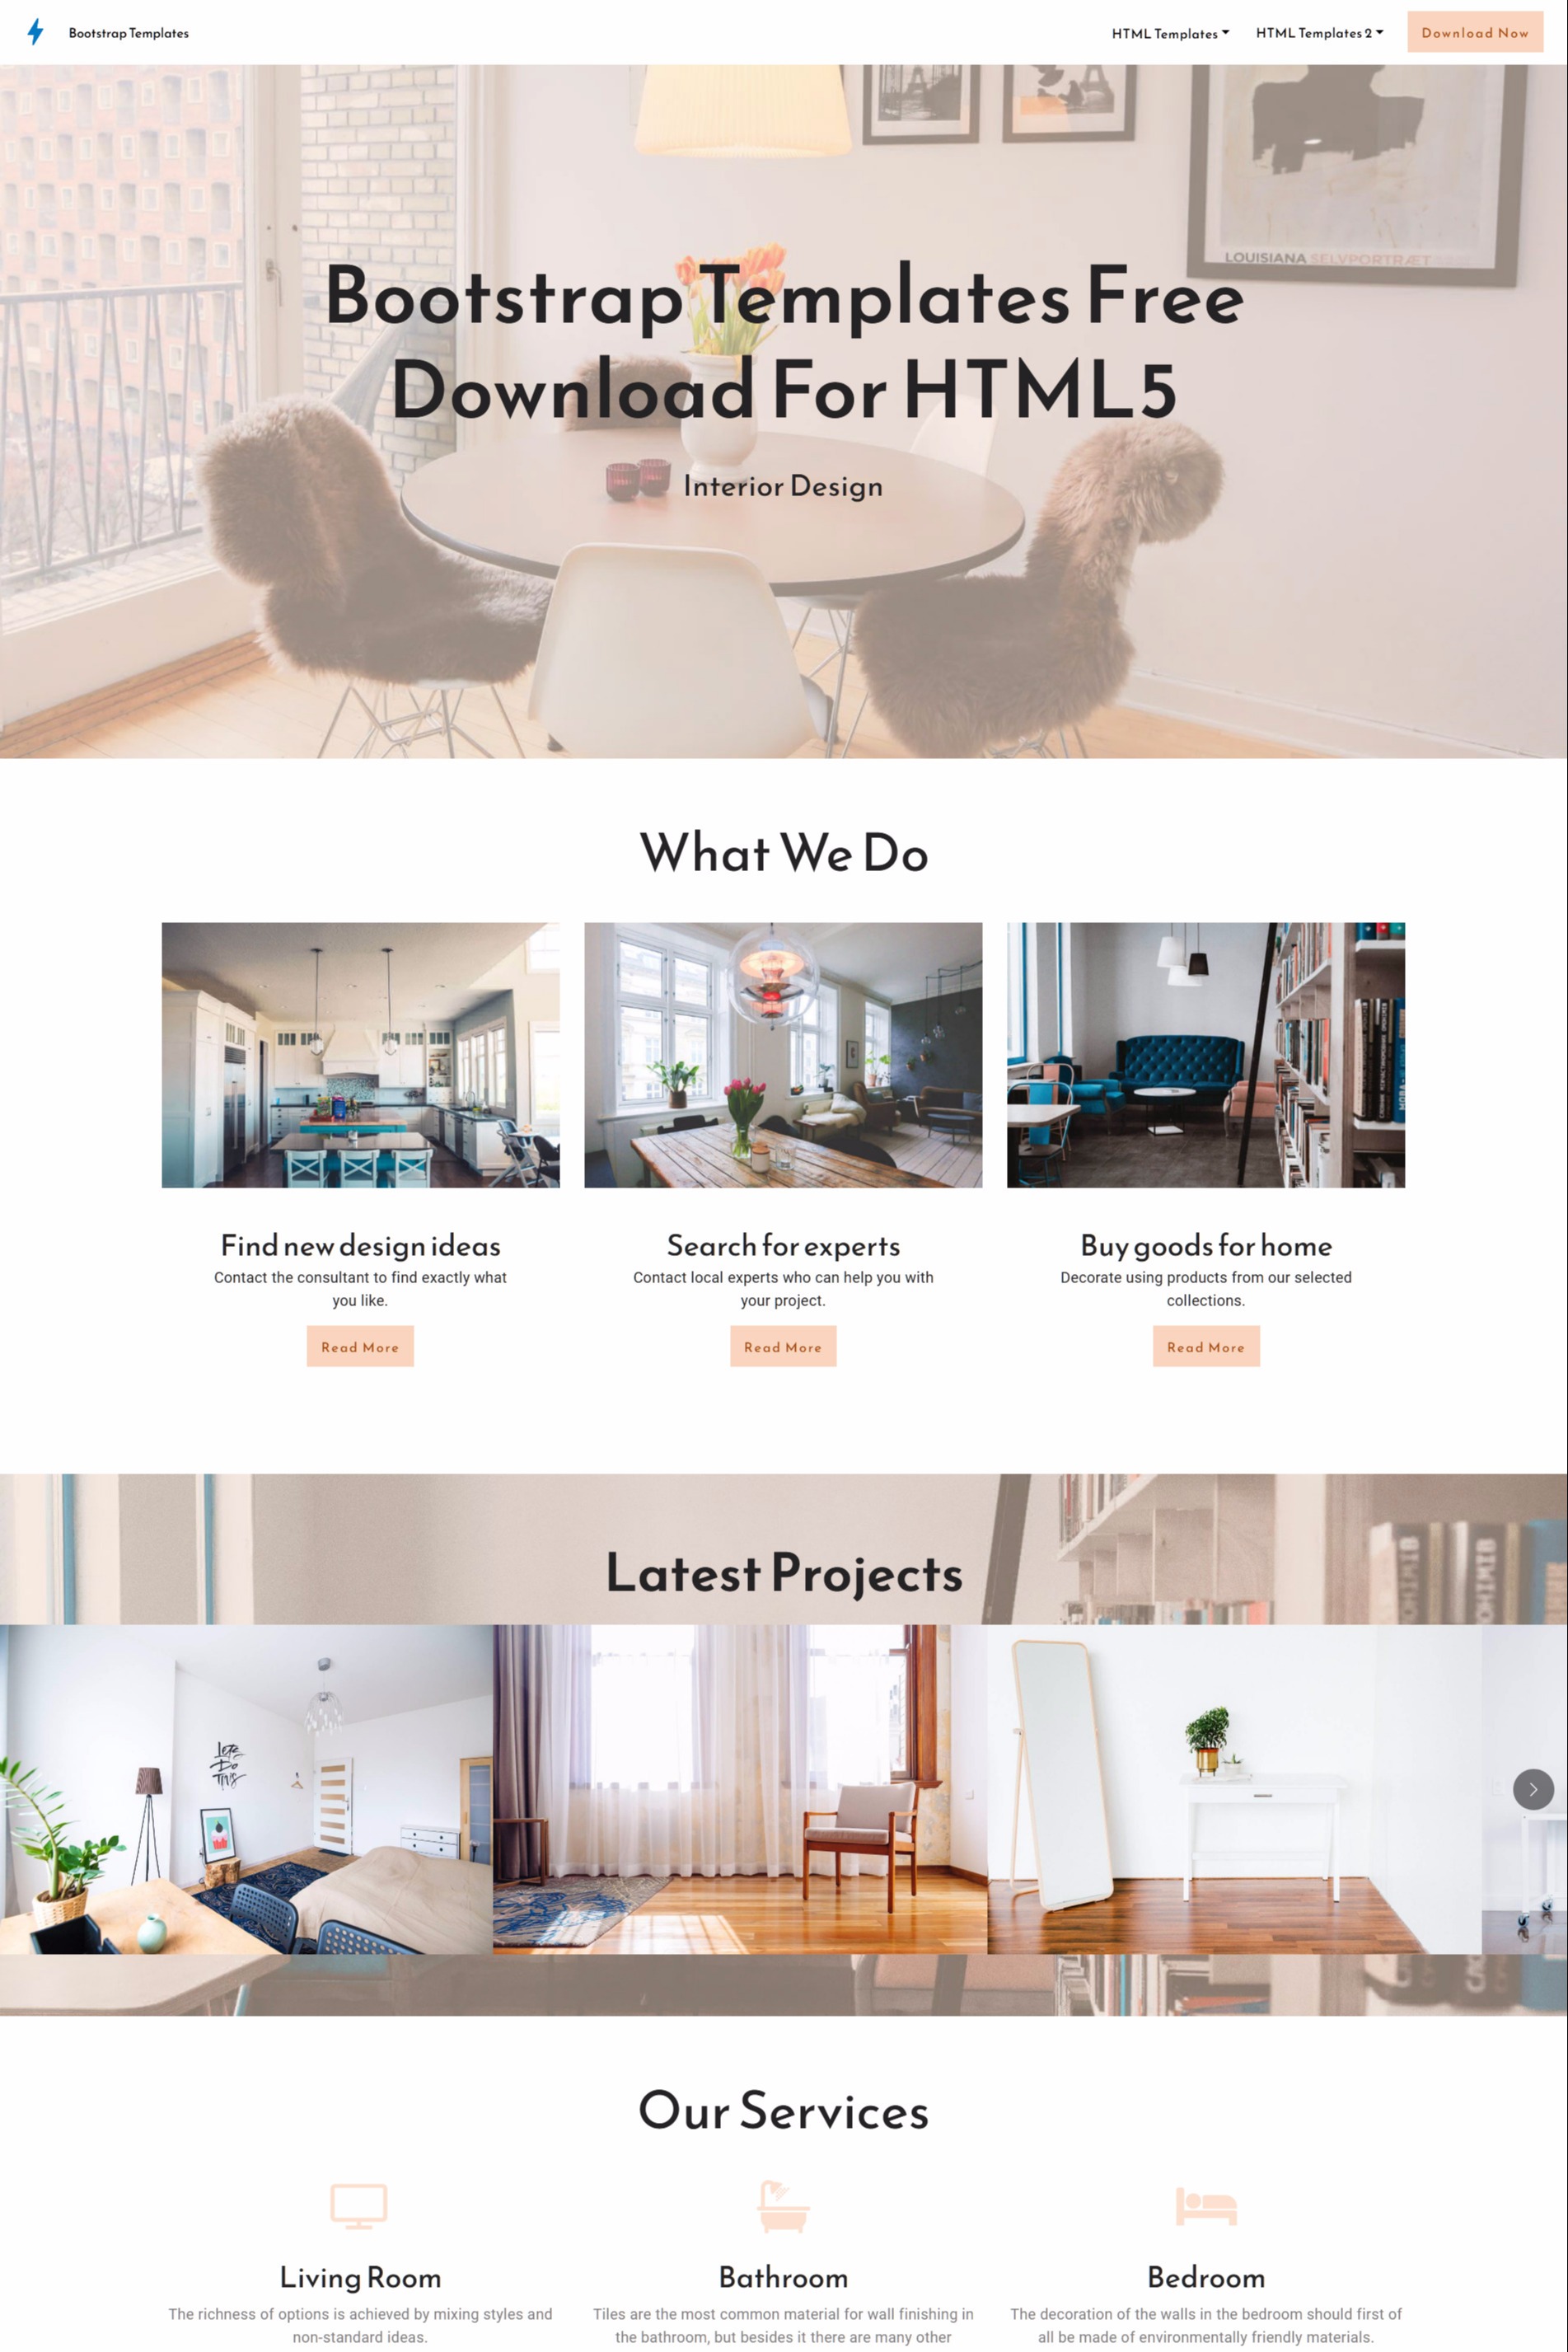 Bootstrap Templates
HTML Templates
HTML Templates 2
Download Now
LOUISIANA SELVPORTRÆT
Bootstrap Templates Free
Download For HTML5
Interior Design
What We Do
Find new design ideas
Contact the consultant to find exactly what
you like.
Read More
Search for experts
Contact local experts who can help you with
your project.
Read More
Buy goods for home
Decorate using products from our selected
collections.
Read More
Latest Projects
Our Services
Living Room
The richness of options is achieved by mixing styles and
non-standard ideas.
Bathroom
Tiles are the most common material for wall finishing in
the bathroom, but besides it there are many other
Bedroom
The decoration of the walls in the bedroom should first of
all be made of environmentally friendly materials.